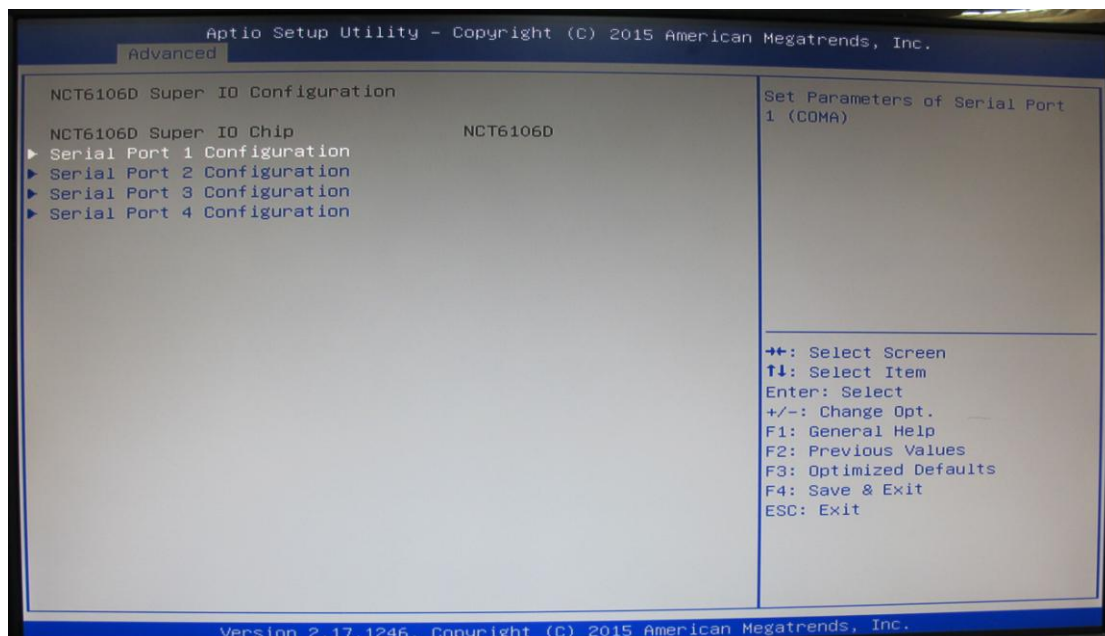 Aptio Setup Utility – Copyright (C) 2015 American Megatrends, Inc.
Advanced
NCT6106D Super IO Configuration
NCT6106D Super IO Chip NCT6106D
► Serial Port 1 Configuration
► Serial Port 2 Configuration
► Serial Port 3 Configuration
► Serial Port 4 Configuration
Set Parameters of Serial Port
1 (COMA)
→←: Select Screen
↑↓: Select Item
Enter: Select
+/-: Change Opt.
F1: General Help
F2: Previous Values
F3: Optimized Defaults
F4: Save & Exit
ESC: Exit
Version 2.17.1246. Copyright (C) 2015 American Megatrends, Inc.